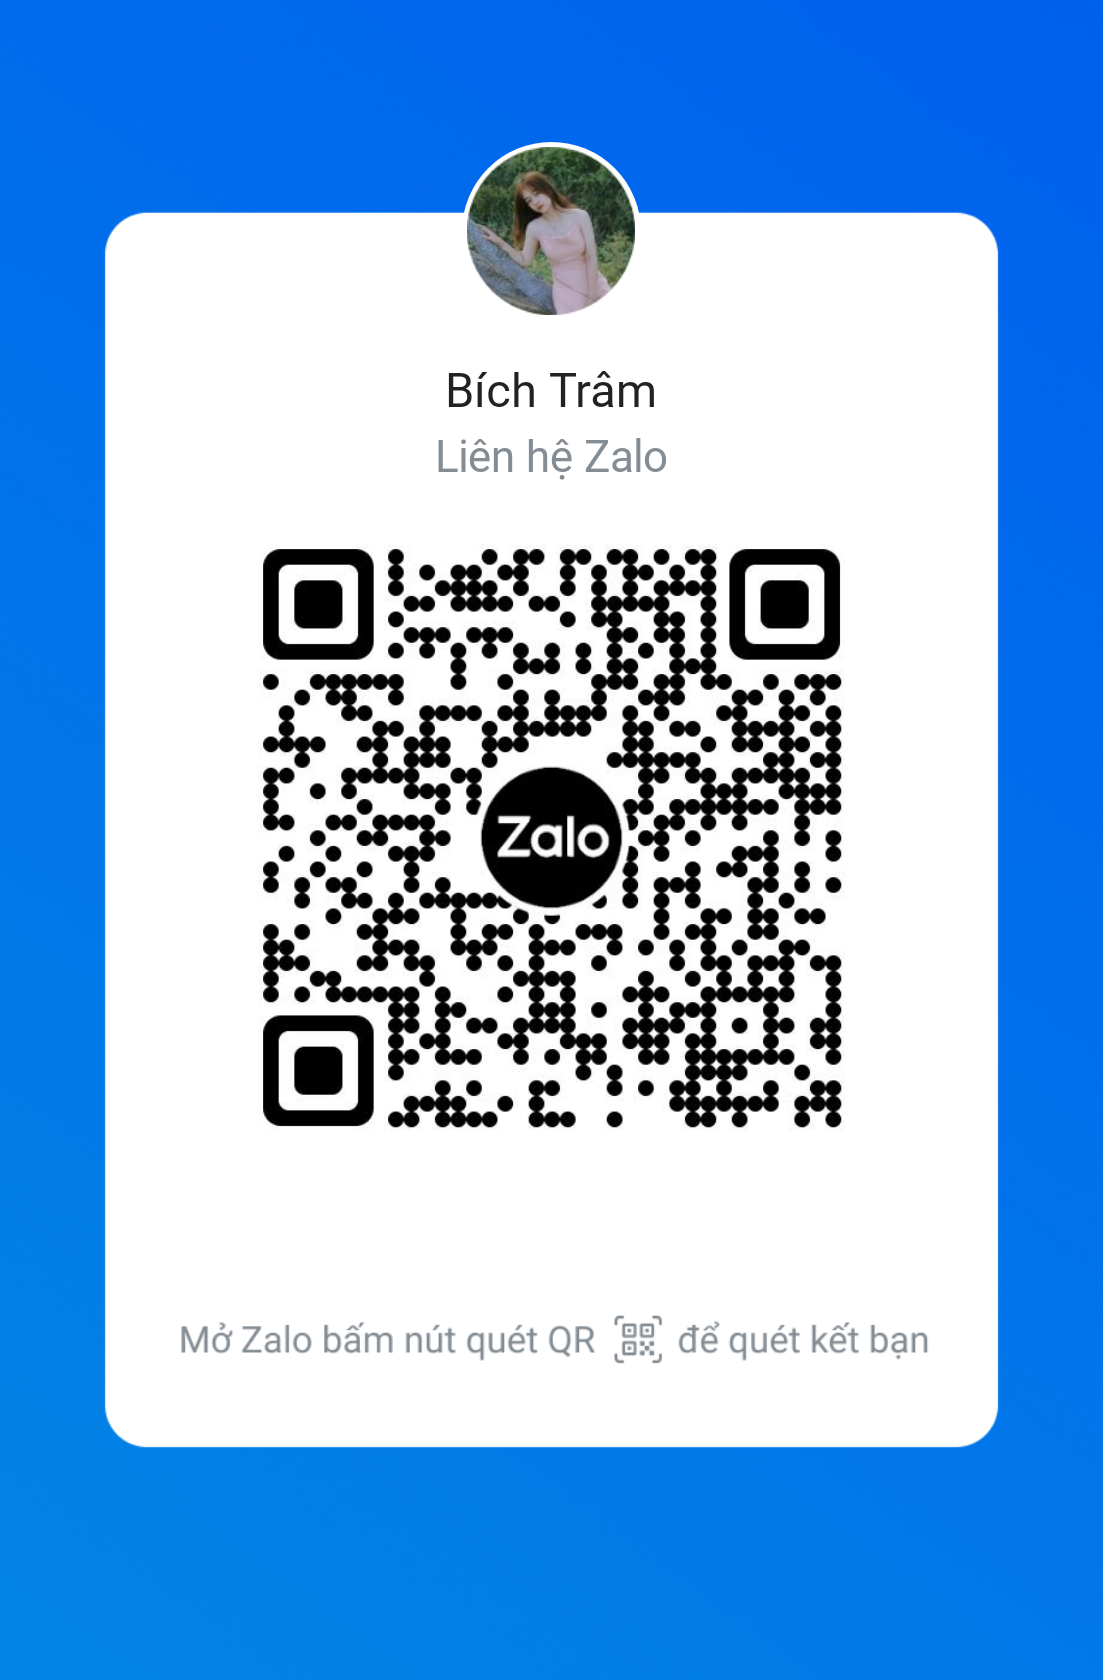 Bích Trâm
Liên hệ Zalo
Zalo
Mở Zalo bấm nút quét QR để quét kết bạn